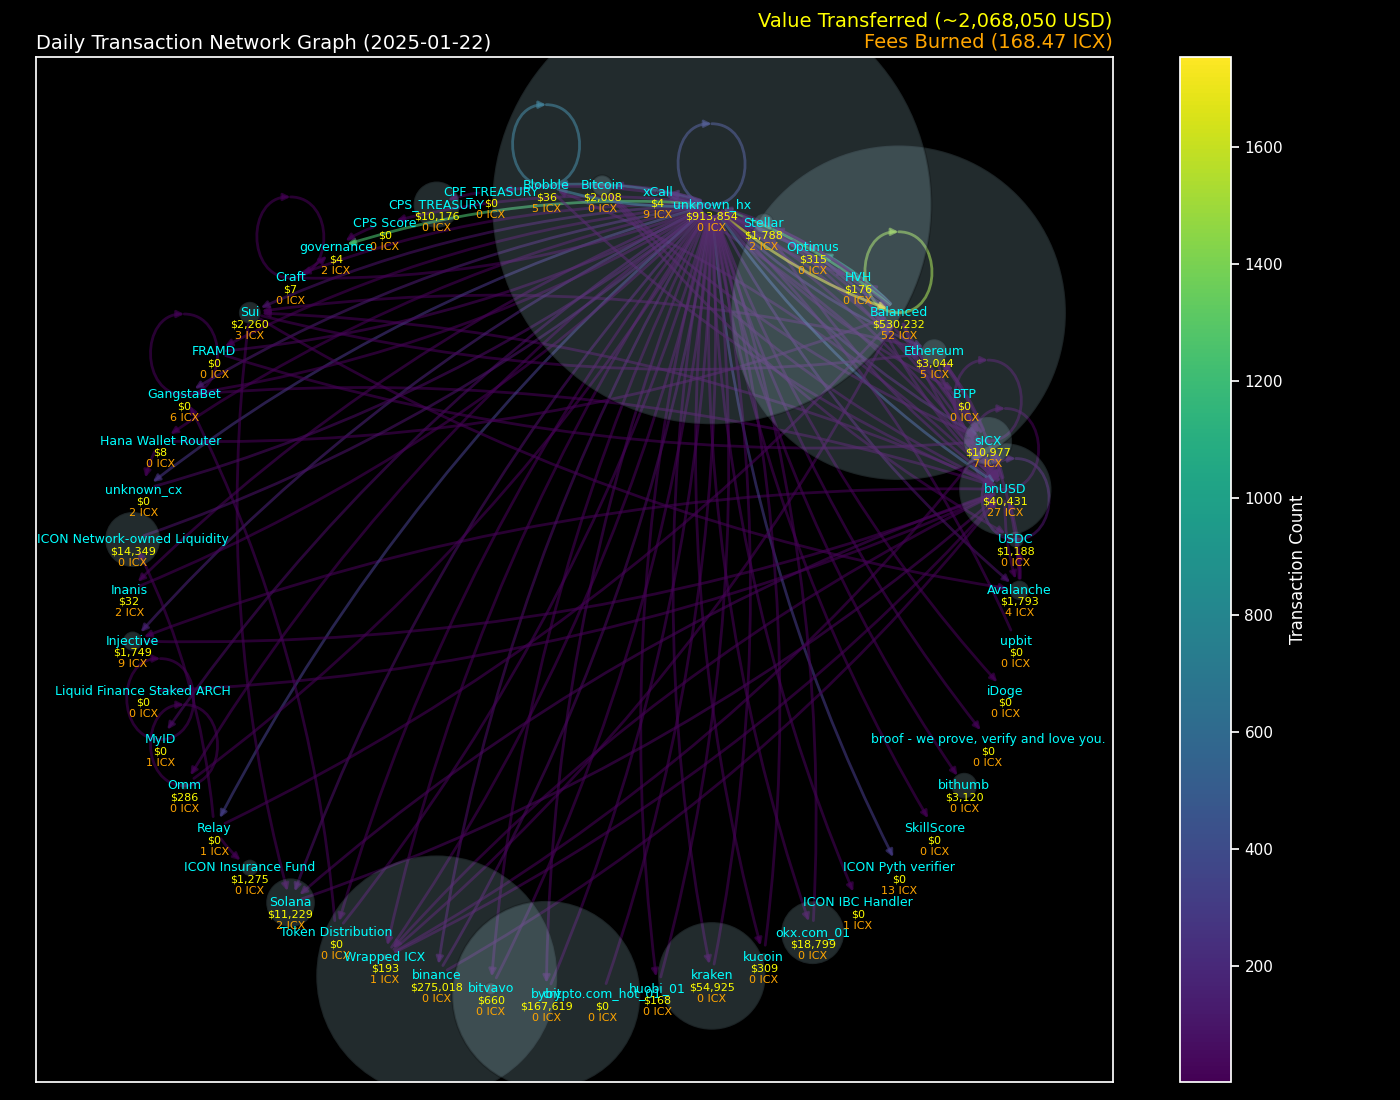 Value Transferred (~2,068,050 USD)
Daily Transaction Network Graph (2025-01-22)
Fees Burned (168.47 ICX)
Blobble
$36
5 ICX
Bitcoin
$2,008
0 ICX
xCall
$4
9 ICX
unknown_hx
$913,854
0 ICX
CPF_TREASURY
$0
0 ICX
CPS_TREASURY
$10,176
0 ICX
Stellar
$1,788
2 ICX
CPS Score
$0
0 ICX
governance
$4
2 ICX
Optimus
$315
0 ICX
Craft
$7
0 ICX
HVH
$176
0 ICX
Sui
$2,260
3 ICX
Balanced
$530,232
52 ICX
FRAMD
$0
0 ICX
Ethereum
$3,044
5 ICX
GangstaBet
$0
6 ICX
BTP
$0
0 ICX
Hana Wallet Router
$8
0 ICX
sICX
$10,977
7 ICX
unknown_cx
$0
2 ICX
bnUSD
$40,431
27 ICX
ICON Network-owned Liquidity
$14,349
0 ICX
USDC
$1,188
0 ICX
Inanis
$32
2 ICX
Avalanche
$1,793
4 ICX
Injective
$1,749
9 ICX
upbit
$0
0 ICX
Liquid Finance Staked ARCH
$0
0 ICX
iDoge
$0
0 ICX
MyID
$0
1 ICX
broof - we prove, verify and love you.
$0
0 ICX
Omm
$286
0 ICX
bithumb
$3,120
0 ICX
Relay
$0
1 ICX
SkillScore
$0
0 ICX
ICON Insurance Fund
$1,275
0 ICX
ICON Pyth verifier
$0
13 ICX
Solana
$11,229
2 ICX
ICON IBC Handler
$0
1 ICX
Token Distribution
$0
0 ICX
okx.com_01
$18,799
0 ICX
Wrapped ICX
$193
1 ICX
kucoin
$309
0 ICX
binance
$275,018
0 ICX
kraken
$54,925
0 ICX
bitvavo
$660
0 ICX
bybit
$167,619
0 ICX
crypto.com_hot_01
$0
0 ICX
huobi_01
$168
0 ICX
1600
1400
1200
1000
800
600
400
200
Transaction Count